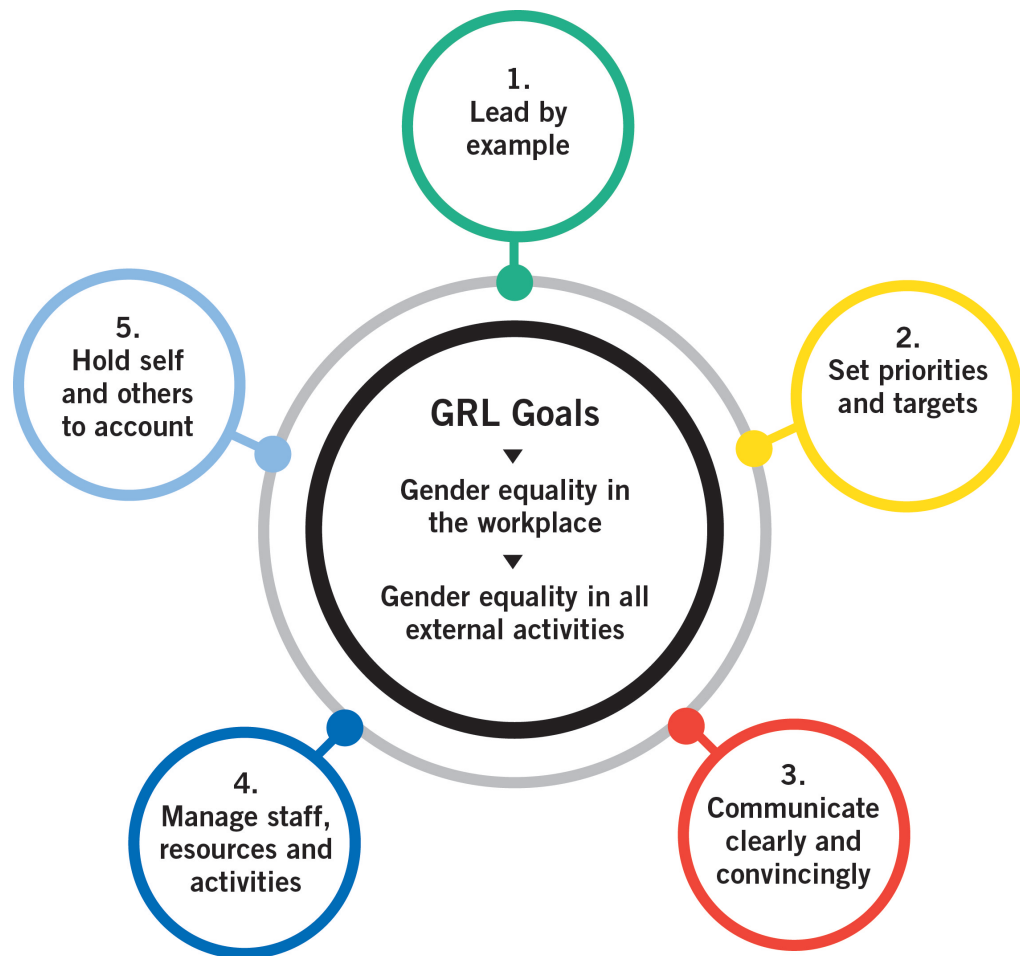 1.
Lead by
example
2.
Set priorities
and targets
3.
Communicate
clearly and
convincingly
4.
Manage staff,
resources and
activities
5.
Hold self
and others
to account
GRL Goals
Gender equality in
the workplace
Gender equality in all
external activities